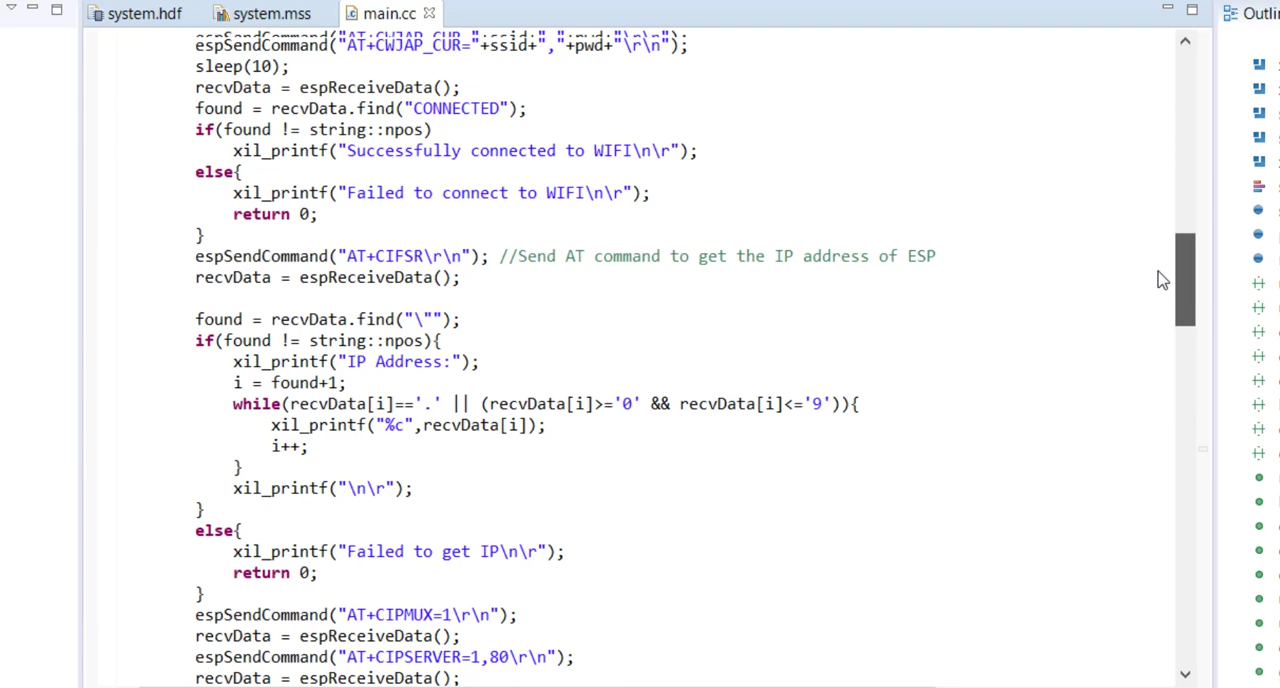 system.hdf system.mss main.cc Outlin
espSendCommand("AT+CWJAP_CUR="+ssid+","+pwd+"\r\n");
sleep(10);
recvData = espReceiveData();
found = recvData.find("CONNECTED");
if(found != string::npos)
xil_printf("Successfully connected to WIFI\n\r");
else{
xil_printf("Failed to connect to WIFI\n\r");
return 0;
}
espSendCommand("AT+CIFSR\r\n"); //Send AT command to get the IP address of ESP
recvData = espReceiveData();
found = recvData.find("\"");
if(found != string::npos){
xil_printf("IP Address:");
i = found+1;
while(recvData[i]=='.' || (recvData[i]>='0' && recvData[i]<='9')){
xil_printf("%c",recvData[i]);
i++;
}
xil_printf("\n\r");
}
else{
xil_printf("Failed to get IP\n\r");
return 0;
}
espSendCommand("AT+CIPMUX=1\r\n");
recvData = espReceiveData();
espSendCommand("AT+CIPSERVER=1,80\r\n");
recvData = espReceiveData();